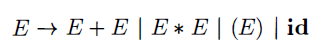 E → E + E | E * E | (E) | id